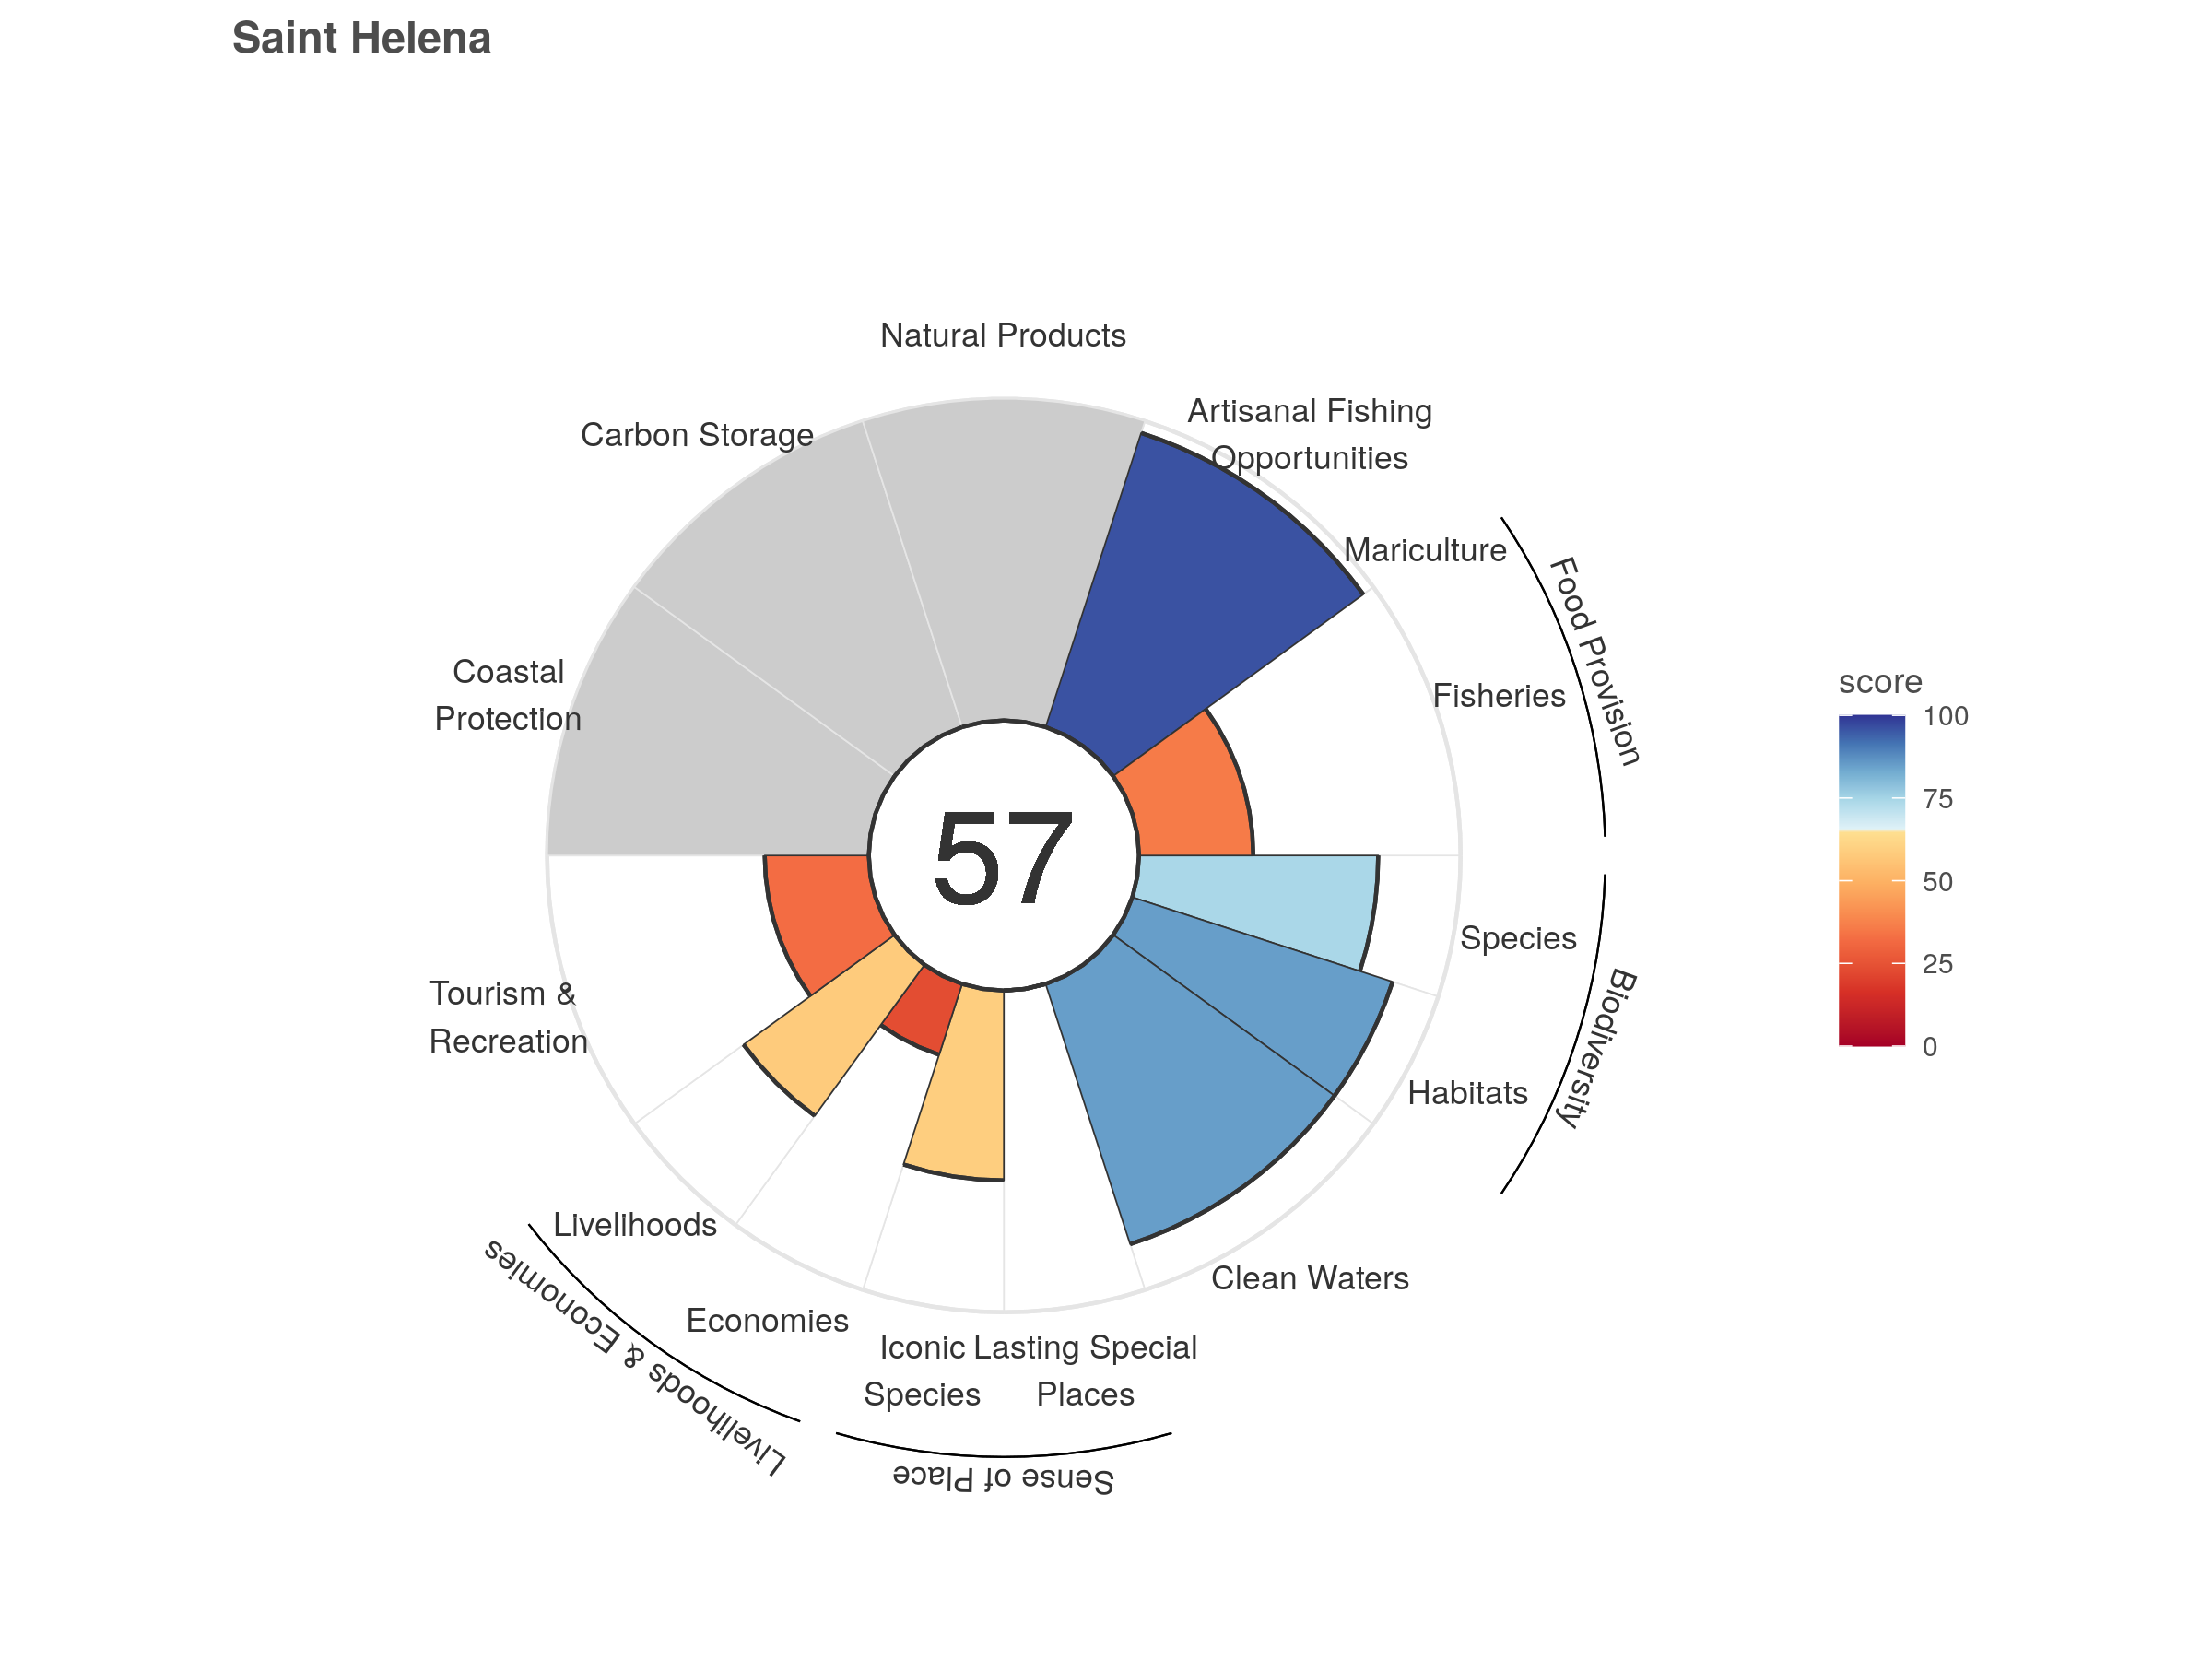 Saint Helena
Natural Products
Artisanal Fishing
Opportunities
Carbon Storage
Mariculture
Food Provision
Fisheries
Coastal
Protection
score
100
75
50
25
0
57
Species
Biodiversity
Habitats
Tourism &
Recreation
Livelihoods
Livelihoods & Economies
Economies
Clean Waters
Iconic
Species
Lasting Special
Places
Sense of Place